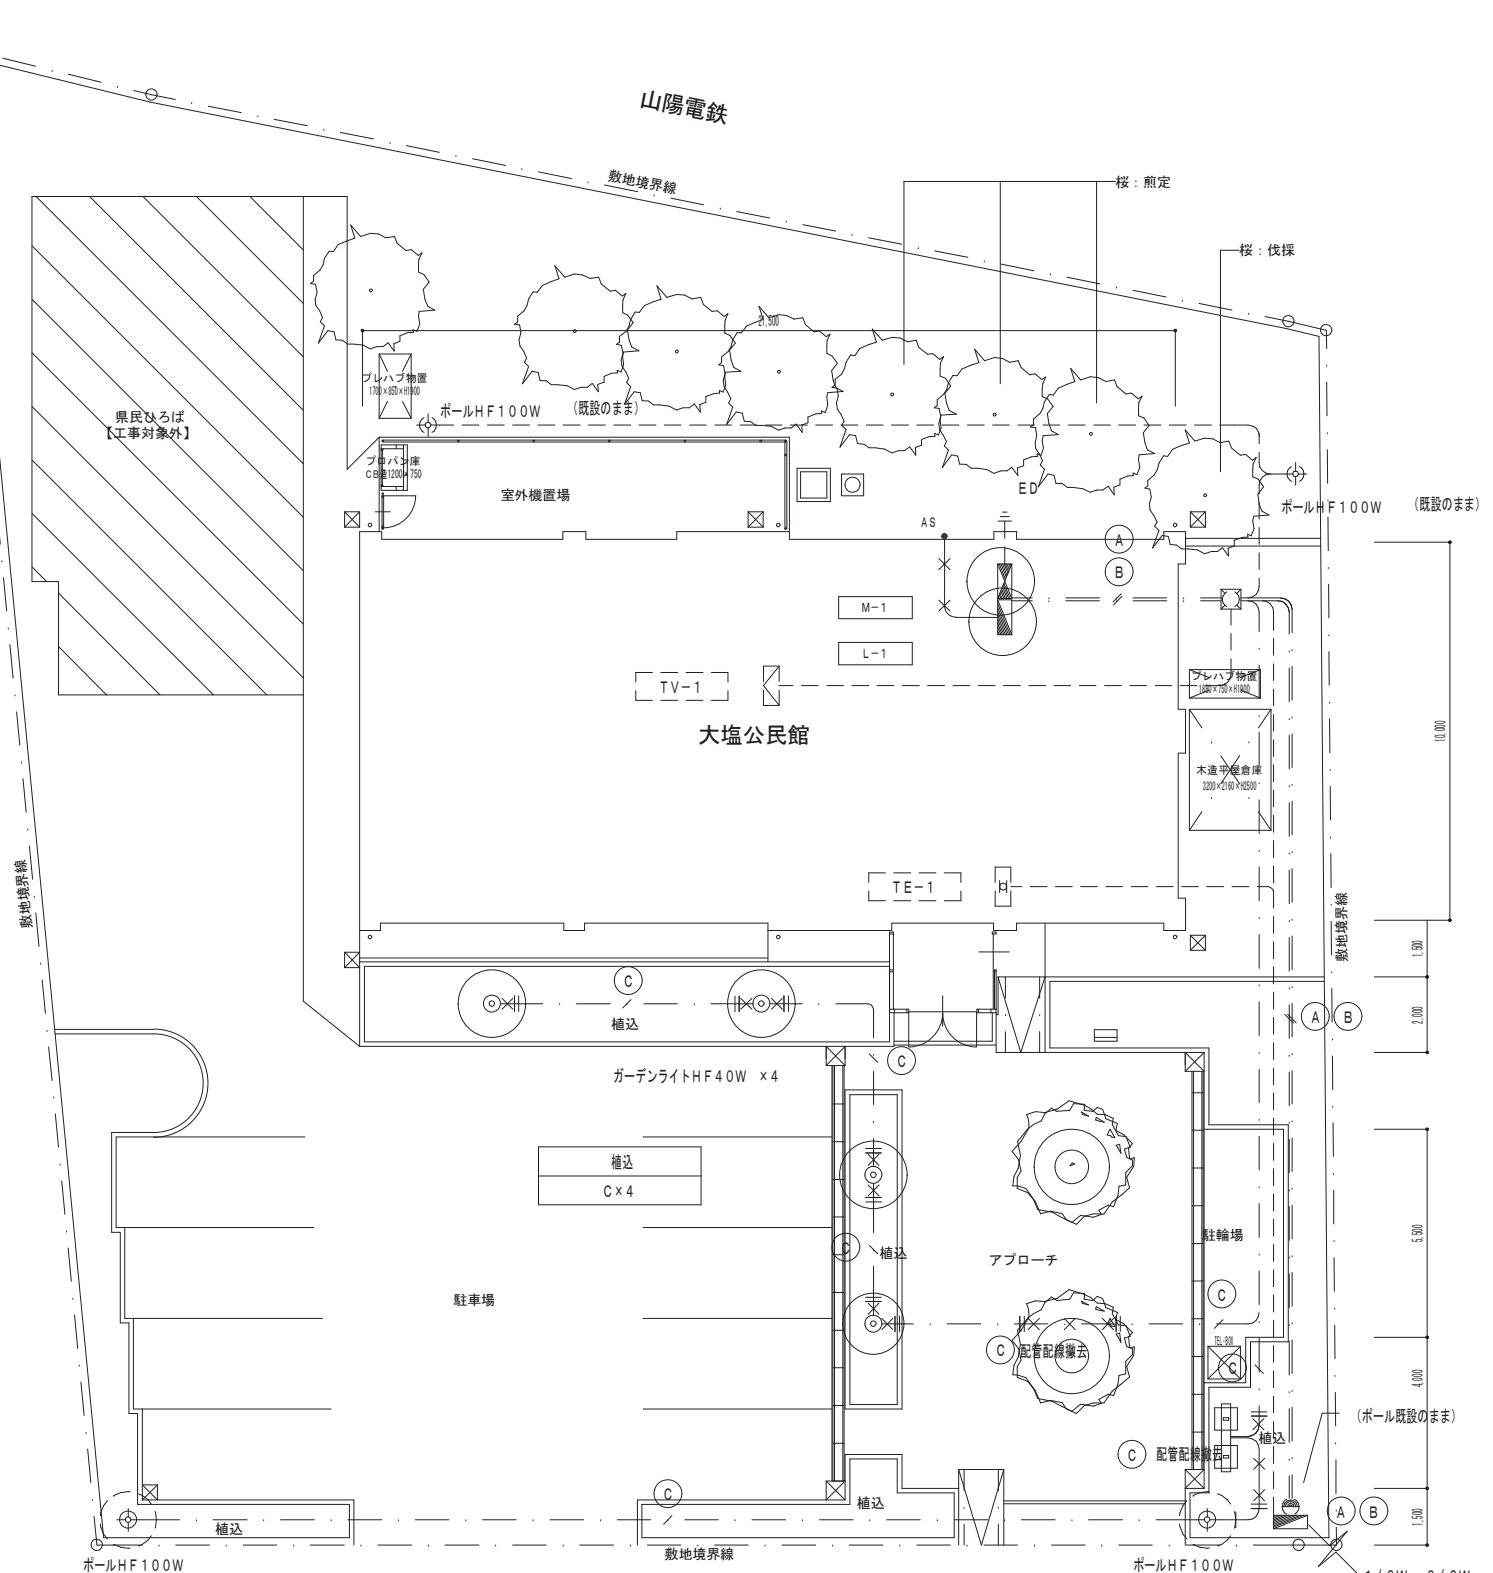 山陽電鉄
敷地境界線
桜：煎定
桜：伐採
21,500
プレハブ物置
1700×850×H1900
ポールHF100W （既設のまま）
県民ひろば
【工事対象外】
プロパン庫
CB造1200×750
室外機置場
ED
ポールHF100W （既設のまま）
AS
A
B
M-1
L-1
TV-1
プレハブ物置
大塩公民館
10,000
木造平屋倉庫
3200×2160×H2500
TE-1
敷地境界線
敷地境界線
1,500
C
植込
2,000
A B
C
ガーデンライトHF40W ×4
植込
C×4
5,500
駐輪場
C
植込
アプローチ
駐車場
C
TEL-BOX
C 配管配線撤去
C
4,000
（ポール既設のまま）
植込
C 配管配線撤去
C
植込
植込
A B
1,500
敷地境界線
ポールHF100W
ポールHF100W